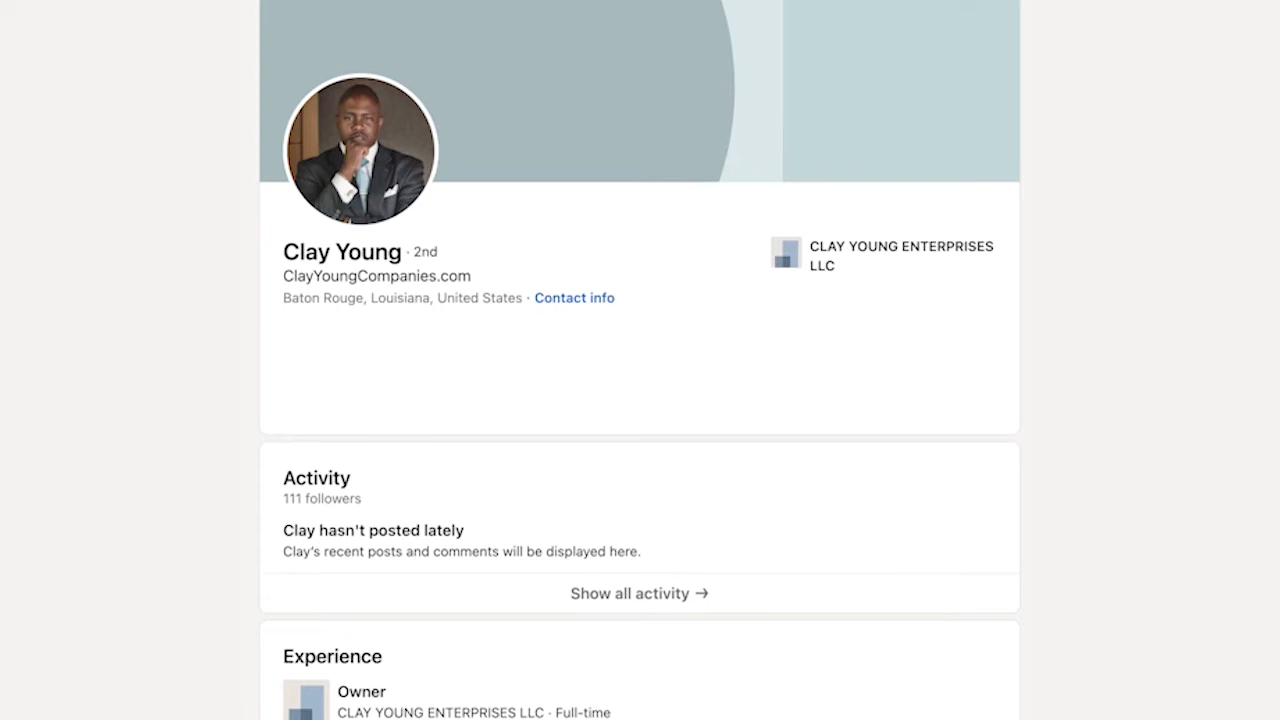 Clay Young · 2nd
ClayYoungCompanies.com
Baton Rouge, Louisiana, United States · Contact info
CLAY YOUNG ENTERPRISES
LLC
Activity
111 followers
Clay hasn't posted lately
Clay’s recent posts and comments will be displayed here.
Show all activity →
Experience
Owner
CLAY YOUNG ENTERPRISES LLC · Full-time